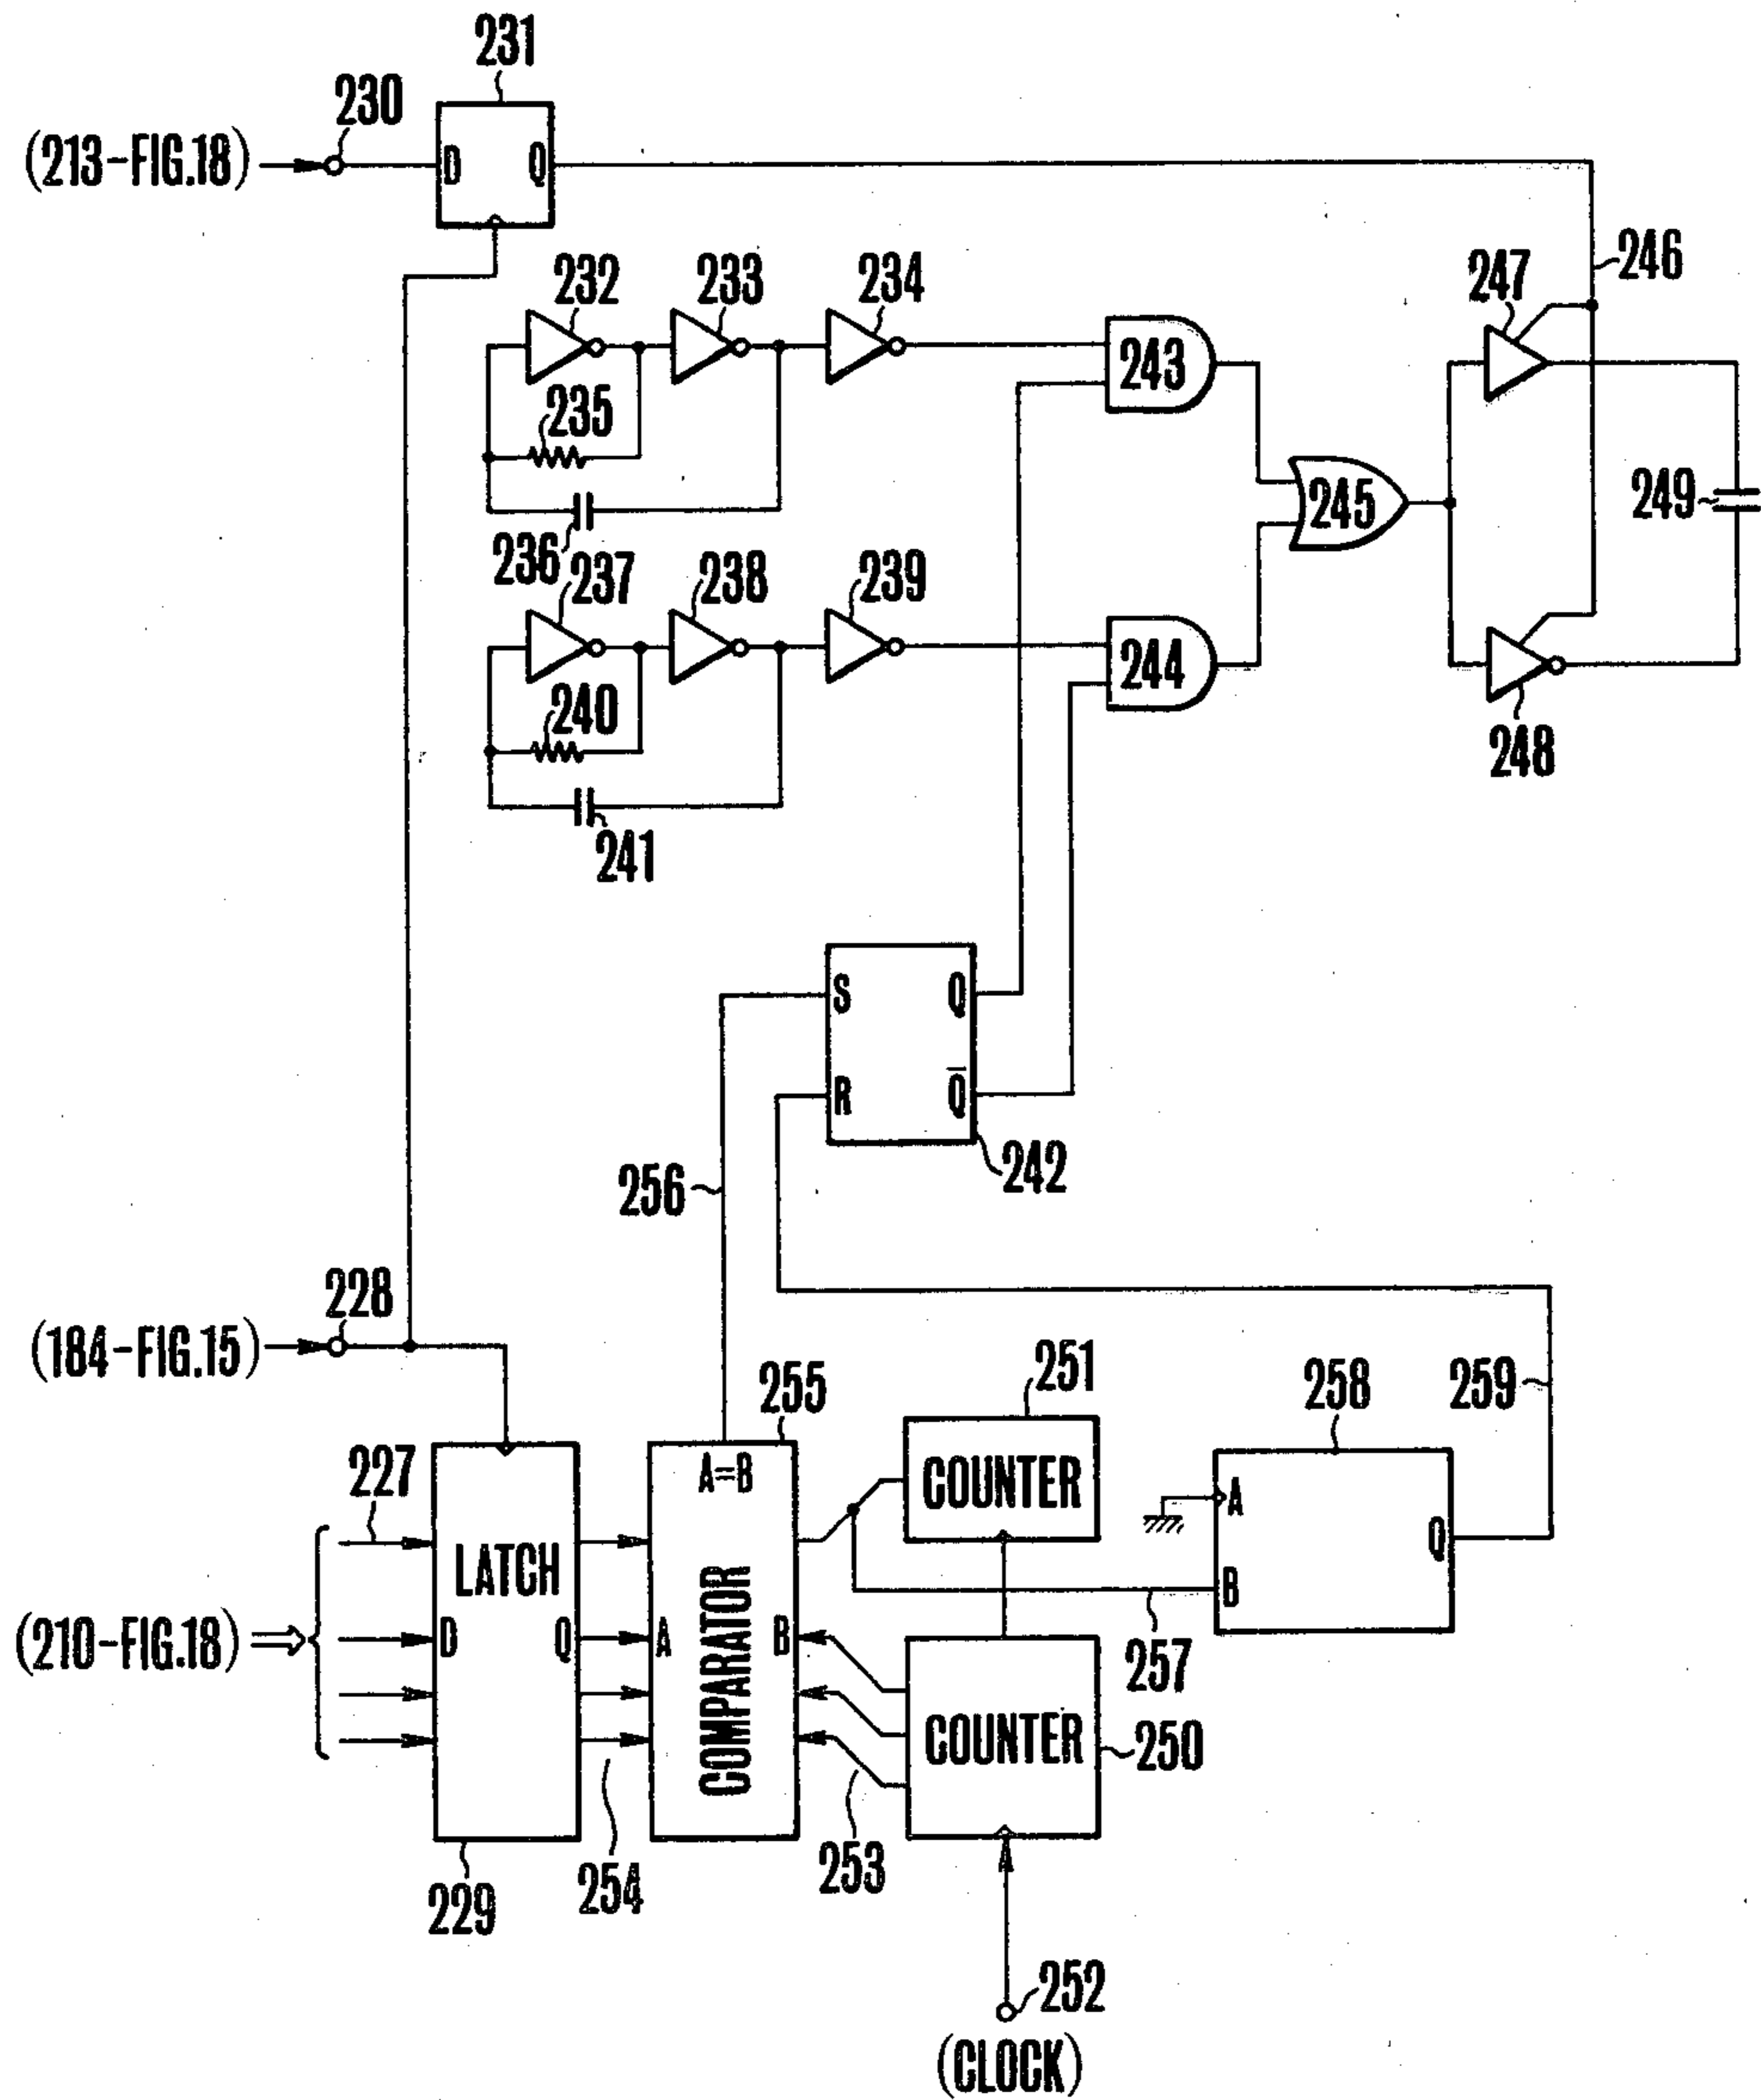 231
230
(213-FIG.18)
D Q
232
233
234
247
246
243
235
245
249
236
237
238
239
244
240
248
241
S Q
R Q̅
242
256
228
(184-FIG.15)
251
258
259
255
227
A=B
COUNTER
A
LATCH
Q
COMPARATOR
B
(210-FIG.18)
D Q
A B
257
COUNTER
250
253
254
229
252
(CLOCK)